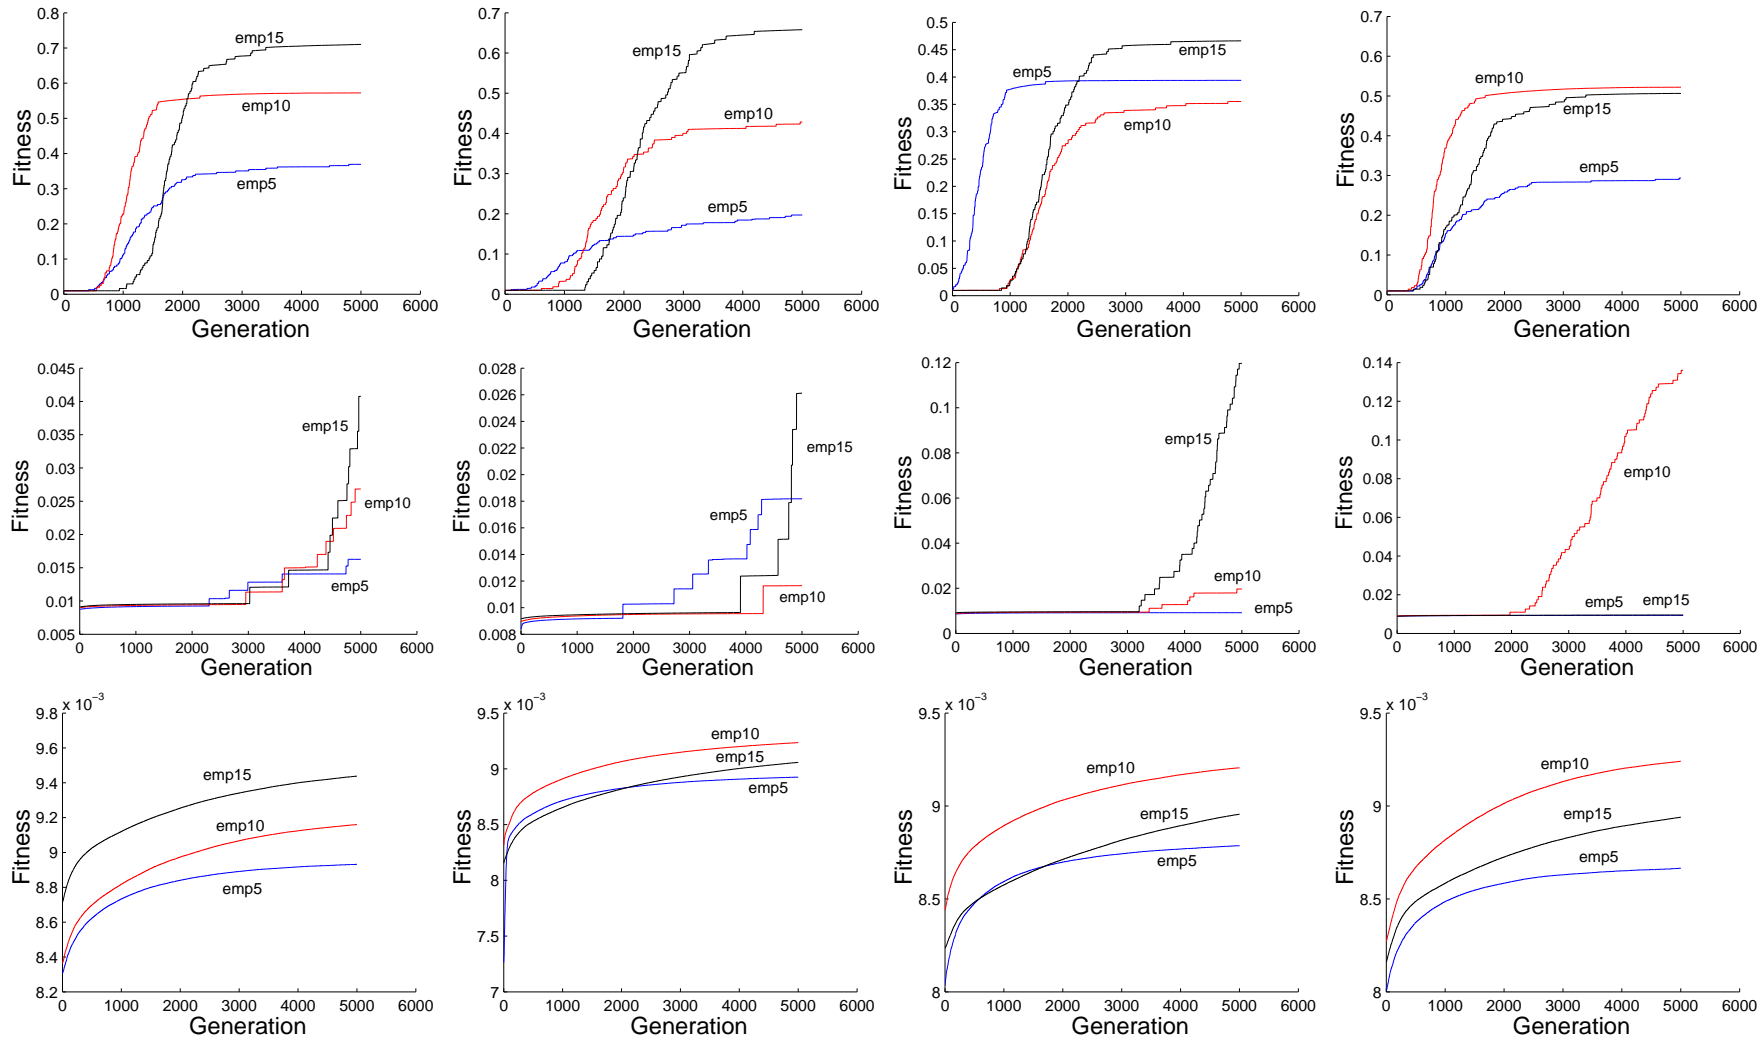 0.8
0.7
0.6
0.5
0.4
0.3
0.2
0.1
0
0 1000 2000 3000 4000 5000 6000
Generation
Fitness
emp15
emp10
emp5
0.7
0.6
0.5
0.4
0.3
0.2
0.1
0
0 1000 2000 3000 4000 5000 6000
Generation
Fitness
emp15
emp10
emp5
0.5
0.45
0.4
0.35
0.3
0.25
0.2
0.15
0.1
0.05
0
0 1000 2000 3000 4000 5000 6000
Generation
Fitness
emp15
emp5
emp10
0.7
0.6
0.5
0.4
0.3
0.2
0.1
0
0 1000 2000 3000 4000 5000 6000
Generation
Fitness
emp10
emp15
emp5
0.045
0.04
0.035
0.03
0.025
0.02
0.015
0.01
0.005
0 1000 2000 3000 4000 5000 6000
Generation
Fitness
emp15
emp10
emp5
0.028
0.026
0.024
0.022
0.02
0.018
0.016
0.014
0.012
0.01
0.008
0 1000 2000 3000 4000 5000 6000
Generation
Fitness
emp15
emp5
emp10
0.12
0.1
0.08
0.06
0.04
0.02
0
0 1000 2000 3000 4000 5000 6000
Generation
Fitness
emp15
emp10
emp5
0.14
0.12
0.1
0.08
0.06
0.04
0.02
0
0 1000 2000 3000 4000 5000 6000
Generation
Fitness
emp10
emp5 emp15
x 10⁻³
9.8
9.6
9.4
9.2
9
8.8
8.6
8.4
8.2
0 1000 2000 3000 4000 5000 6000
Generation
Fitness
emp15
emp10
emp5
x 10⁻³
9.5
9
8.5
8
7.5
7
0 1000 2000 3000 4000 5000 6000
Generation
Fitness
emp10
emp15
emp5
x 10⁻³
9.5
9
8.5
8
0 1000 2000 3000 4000 5000 6000
Generation
Fitness
emp10
emp15
emp5
x 10⁻³
9.5
9
8.5
8
0 1000 2000 3000 4000 5000 6000
Generation
Fitness
emp10
emp15
emp5